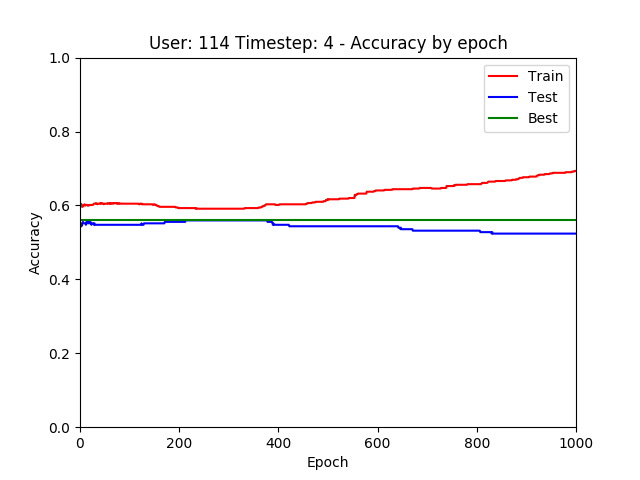 User: 114 Timestep: 4 - Accuracy by epoch
Train
Test
Best
1.0
0.8
0.6
0.4
0.2
0.0
Accuracy
0 200 400 600 800 1000
Epoch